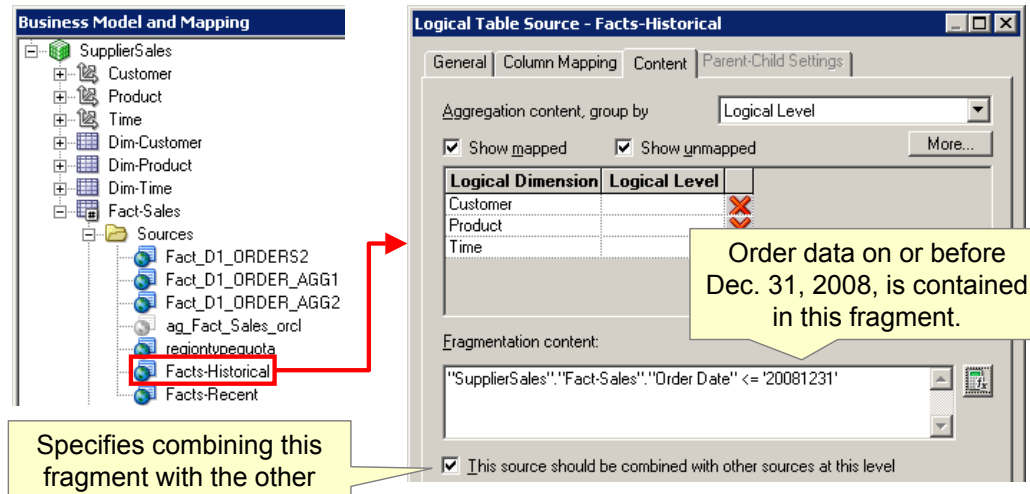 Business Model and Mapping
SupplierSales
Customer
Product
Time
Dim-Customer
Dim-Product
Dim-Time
Fact-Sales
Sources
Fact_D1_ORDERS2
Fact_D1_ORDER_AGG1
Fact_D1_ORDER_AGG2
ag_Fact_Sales_orcl
regiontypequota
Facts-Historical
Facts-Recent
Specifies combining this
fragment with the other
Logical Table Source - Facts-Historical
General Column Mapping Content Parent-Child Settings
Aggregation content, group by Logical Level
Show mapped Show unmapped More...
Logical Dimension Logical Level
Customer
Product
Time
Order data on or before
Dec. 31, 2008, is contained
in this fragment.
Fragmentation content:
"SupplierSales"."Fact-Sales"."Order Date" <= '20081231'
This source should be combined with other sources at this level